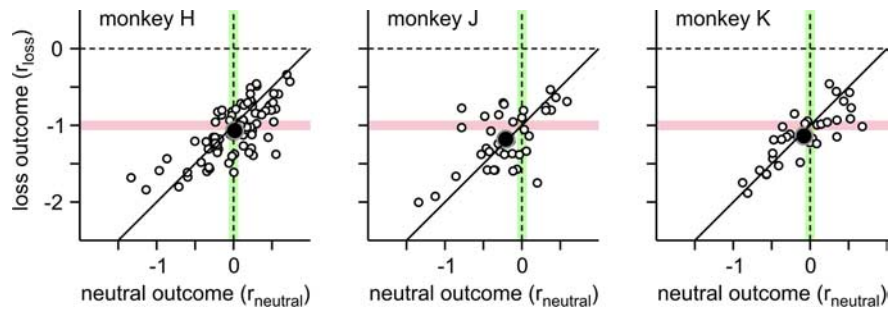 monkey H
monkey J
monkey K
loss outcome (r_loss)
0
-1
-2
-1
0
-1
0
-1
0
neutral outcome (r_neutral)
neutral outcome (r_neutral)
neutral outcome (r_neutral)